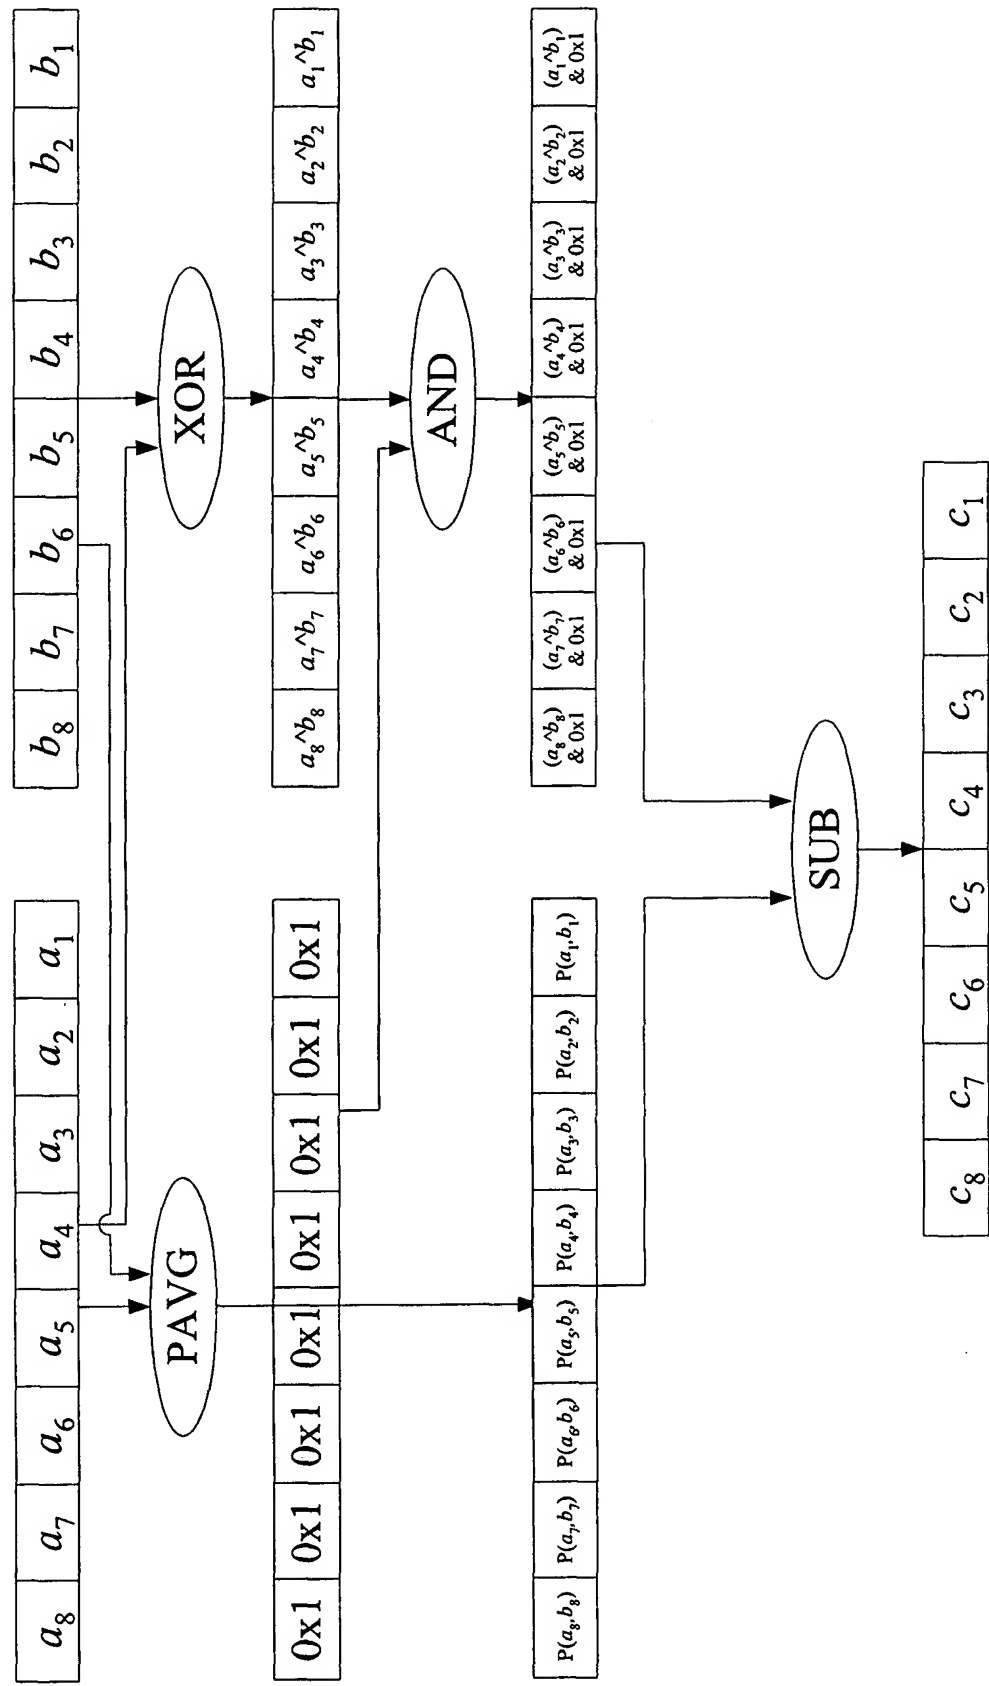 a₈ a₇ a₆ a₅ a₄ a₃ a₂ a₁
b₈ b₇ b₆ b₅ b₄ b₃ b₂ b₁
PAVG
XOR
0x1 0x1 0x1 0x1 0x1 0x1 0x1 0x1
a₈^b₈ a₇^b₇ a₆^b₆ a₅^b₅ a₄^b₄ a₃^b₃ a₂^b₂ a₁^b₁
AND
P(a₈,b₈) P(a₇,b₇) P(a₆,b₆) P(a₅,b₅) P(a₄,b₄) P(a₃,b₃) P(a₂,b₂) P(a₁,b₁)
(a₈^b₈) (a₇^b₇) (a₆^b₆) (a₅^b₅) (a₄^b₄) (a₃^b₃) (a₂^b₂) (a₁^b₁)
& 0x1 & 0x1 & 0x1 & 0x1 & 0x1 & 0x1 & 0x1 & 0x1
SUB
c₈ c₇ c₆ c₅ c₄ c₃ c₂ c₁